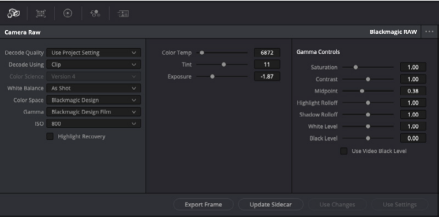 Camera Raw
Blackmagic RAW
Decode Quality Use Project Setting
Decode Using Clip
Color Science Version 4
White Balance As Shot
Color Space Blackmagic Design
Gamma Blackmagic Design Film
ISO 800
Highlight Recovery
Color Temp 6872
Tint 11
Exposure -1.87
Gamma Controls
Saturation 1.00
Contrast 1.00
Midpoint 0.38
Highlight Rolloff 1.00
Shadow Rolloff 1.00
White Level 1.00
Black Level 0.00
Use Video Black Level
Export Frame
Update Sidecar
Use Changes
Use Settings